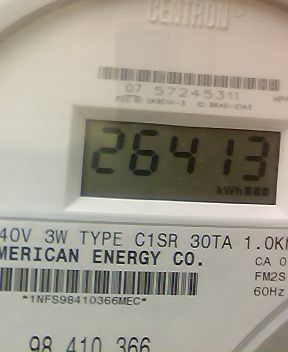 CENTRON
07 57245311
26413
kWh
40V 3W TYPE C1SR 30TA 1.0K
MERICAN ENERGY CO.
CA 0
FM2S
60Hz
*1NFS98410366MEC*
98 410 366